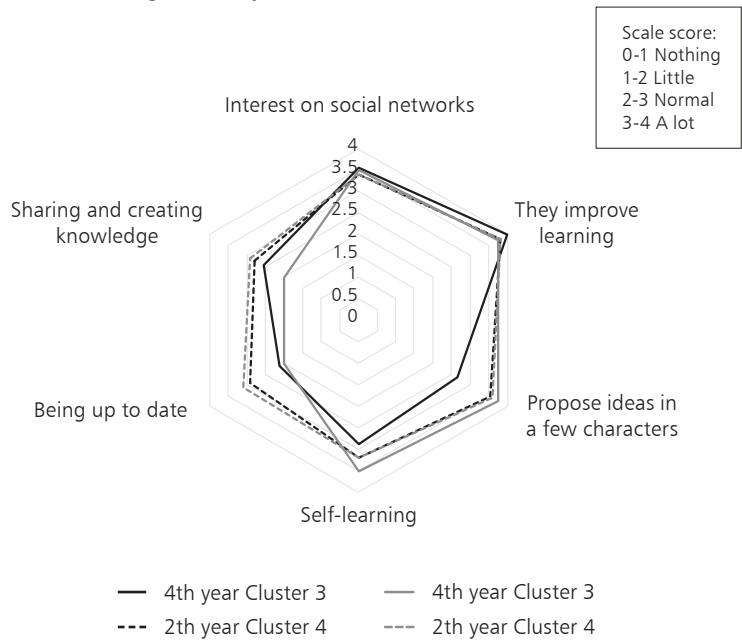 Scale score:
0-1 Nothing
1-2 Little
2-3 Normal
3-4 A lot
Interest on social networks
4
3.5
3
2.5
2
1.5
1
0.5
0
Sharing and creating
knowledge
They improve
learning
Being up to date
Propose ideas in
a few characters
Self-learning
4th year Cluster 3
4th year Cluster 3
2th year Cluster 4
2th year Cluster 4